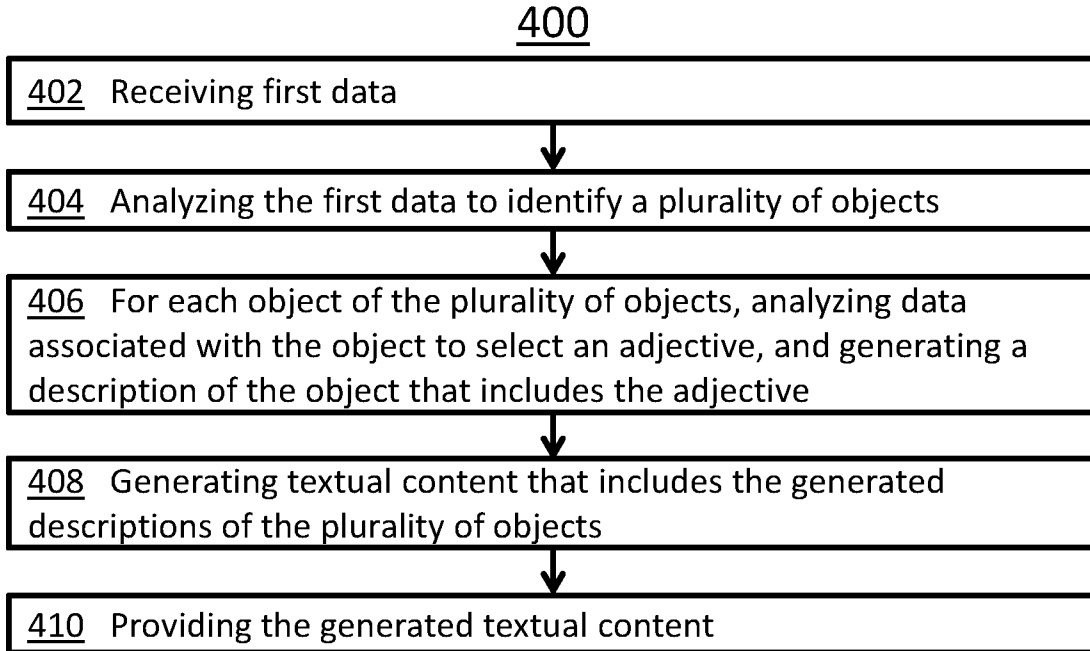 400
402 Receiving first data
404 Analyzing the first data to identify a plurality of objects
406 For each object of the plurality of objects, analyzing data
associated with the object to select an adjective, and generating a
description of the object that includes the adjective
408 Generating textual content that includes the generated
descriptions of the plurality of objects
410 Providing the generated textual content